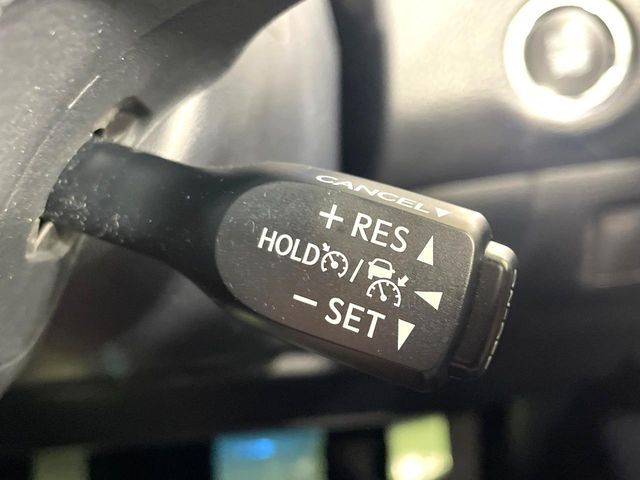 CANCEL▼
+ RES ▲
HOLD / ◀
− SET ▼